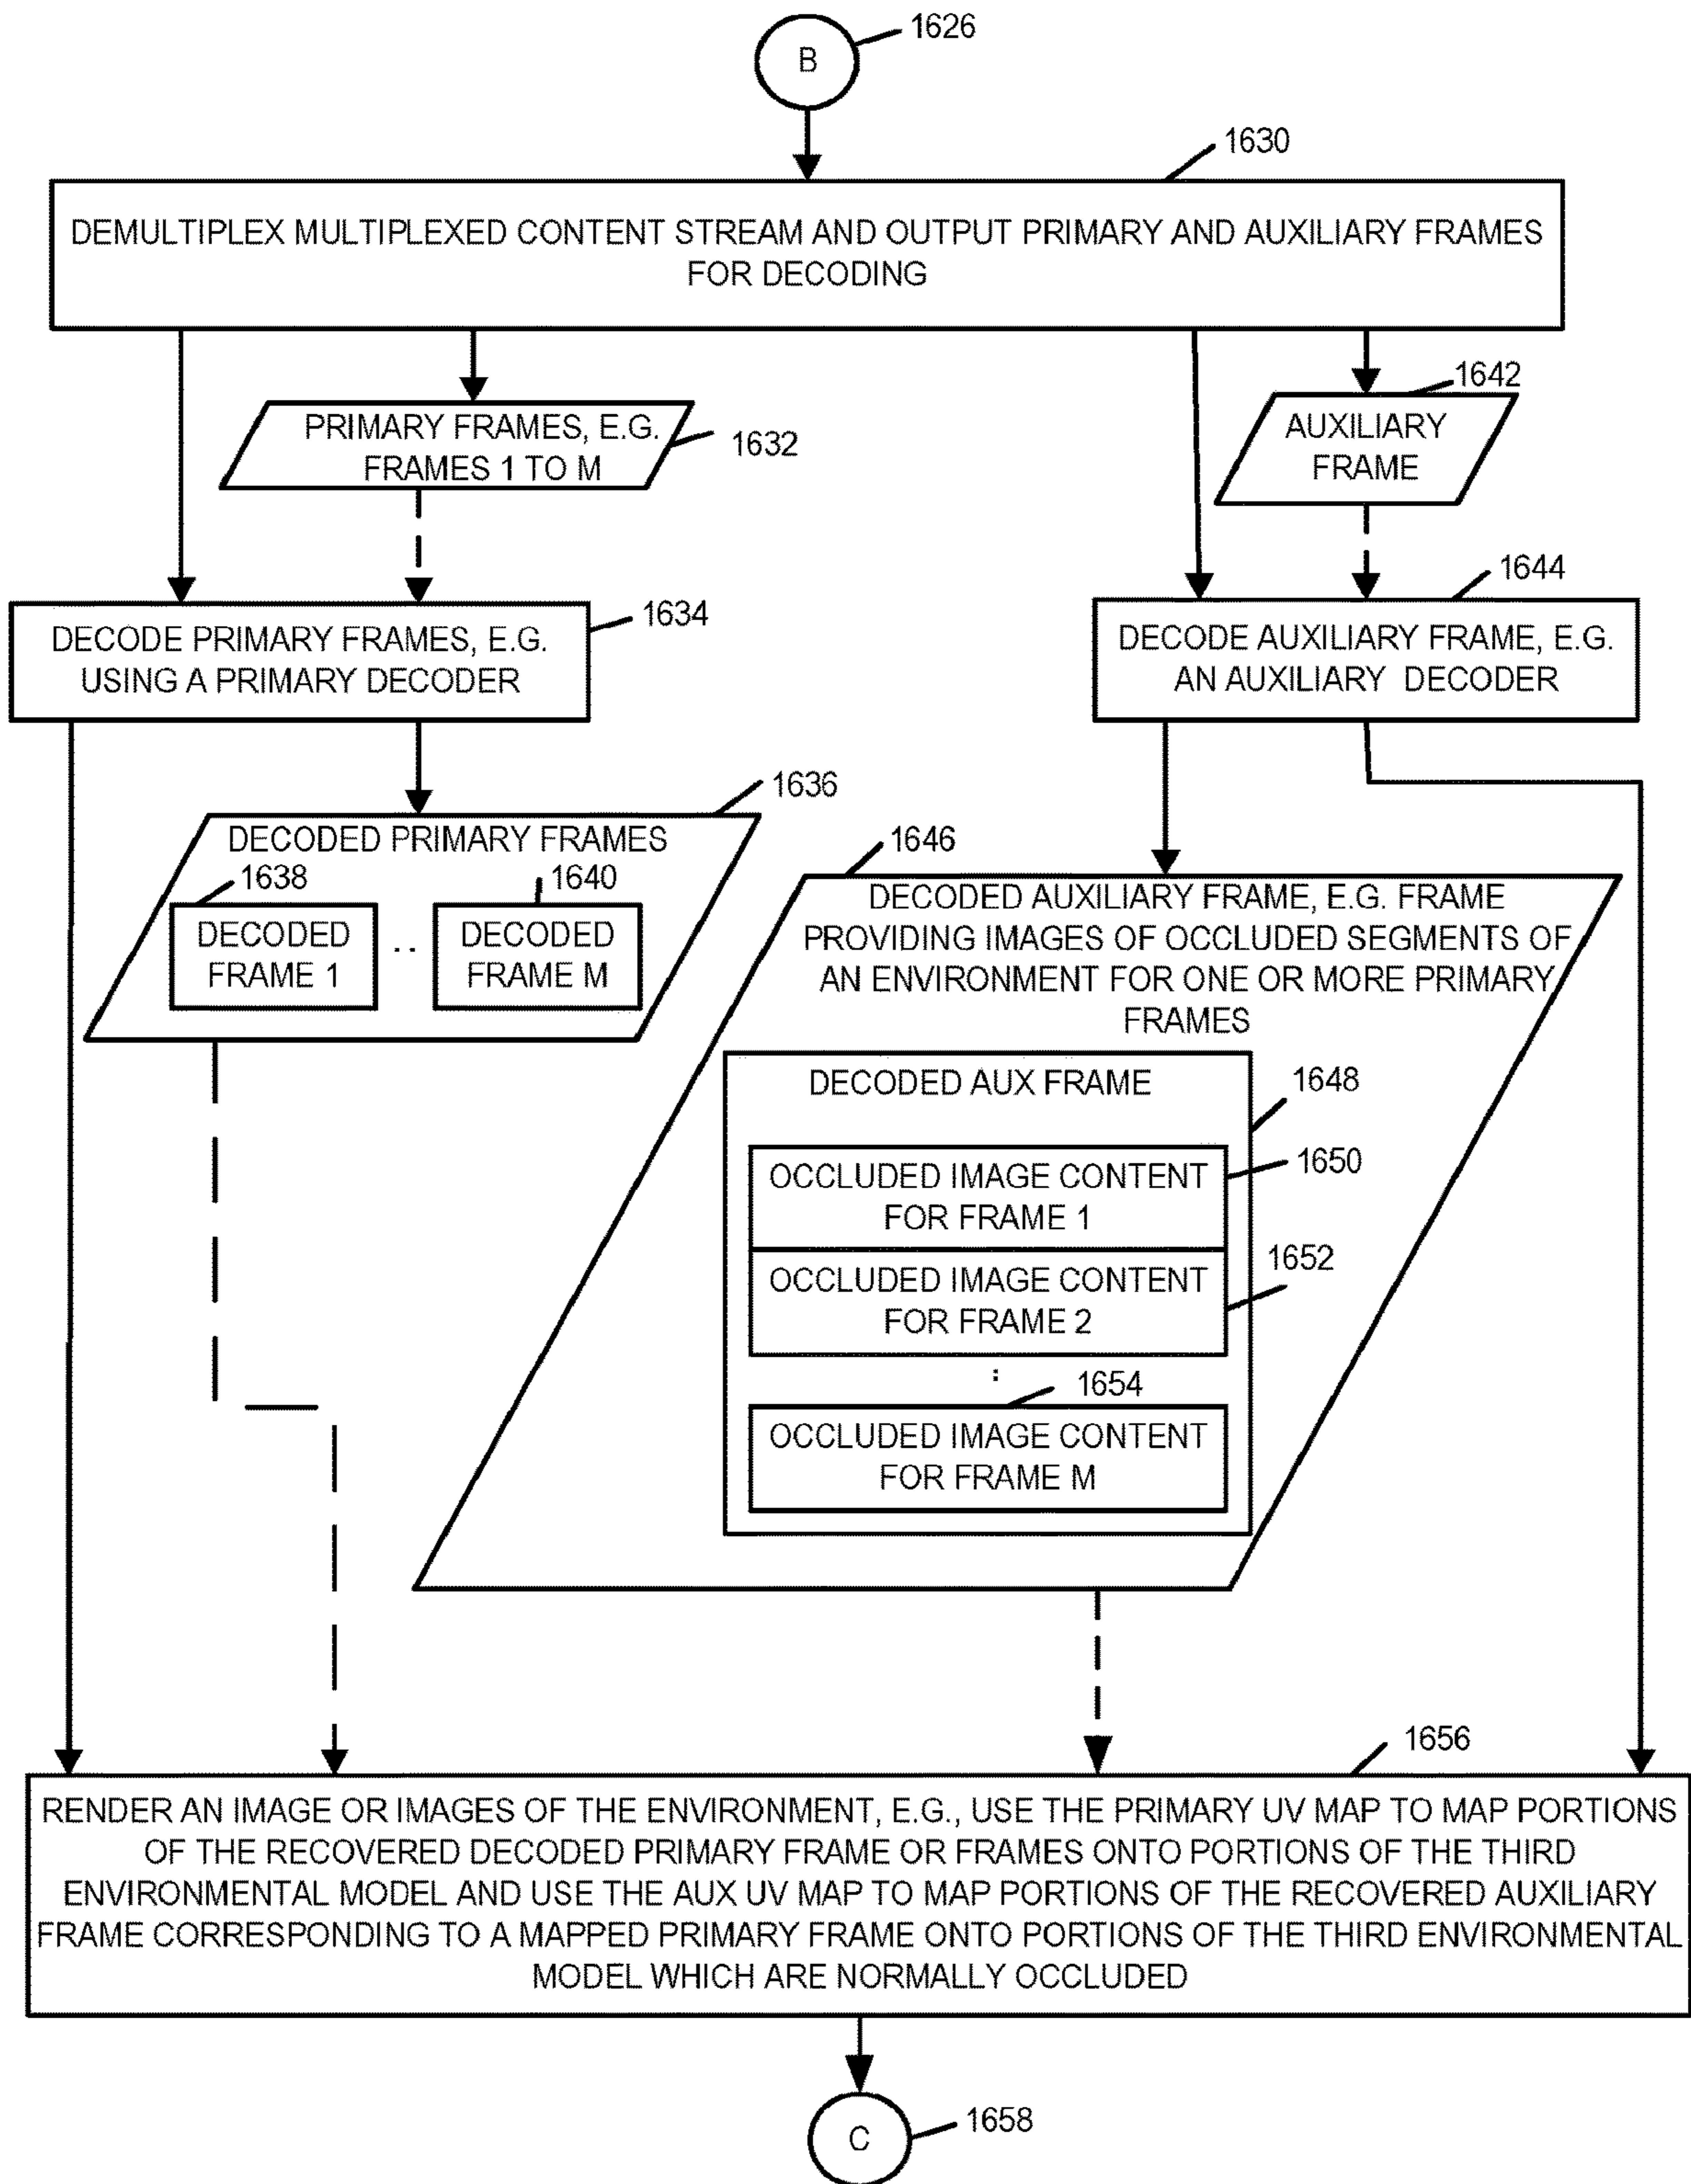 1626
B
1630
DEMULTIPLEX MULTIPLEXED CONTENT STREAM AND OUTPUT PRIMARY AND AUXILIARY FRAMES
FOR DECODING
1642
PRIMARY FRAMES, E.G.
FRAMES 1 TO M
1632
AUXILIARY
FRAME
1644
1634
DECODE PRIMARY FRAMES, E.G.
USING A PRIMARY DECODER
DECODE AUXILIARY FRAME, E.G.
AN AUXILIARY DECODER
1636
DECODED PRIMARY FRAMES
1638
1640
DECODED
FRAME 1
..
DECODED
FRAME M
1646
DECODED AUXILIARY FRAME, E.G. FRAME
PROVIDING IMAGES OF OCCLUDED SEGMENTS OF
AN ENVIRONMENT FOR ONE OR MORE PRIMARY
FRAMES
DECODED AUX FRAME
1648
OCCLUDED IMAGE CONTENT
FOR FRAME 1
1650
OCCLUDED IMAGE CONTENT
FOR FRAME 2
1652
:
1654
OCCLUDED IMAGE CONTENT
FOR FRAME M
1656
RENDER AN IMAGE OR IMAGES OF THE ENVIRONMENT, E.G., USE THE PRIMARY UV MAP TO MAP PORTIONS
OF THE RECOVERED DECODED PRIMARY FRAME OR FRAMES ONTO PORTIONS OF THE THIRD
ENVIRONMENTAL MODEL AND USE THE AUX UV MAP TO MAP PORTIONS OF THE RECOVERED AUXILIARY
FRAME CORRESPONDING TO A MAPPED PRIMARY FRAME ONTO PORTIONS OF THE THIRD ENVIRONMENTAL
MODEL WHICH ARE NORMALLY OCCLUDED
C
1658